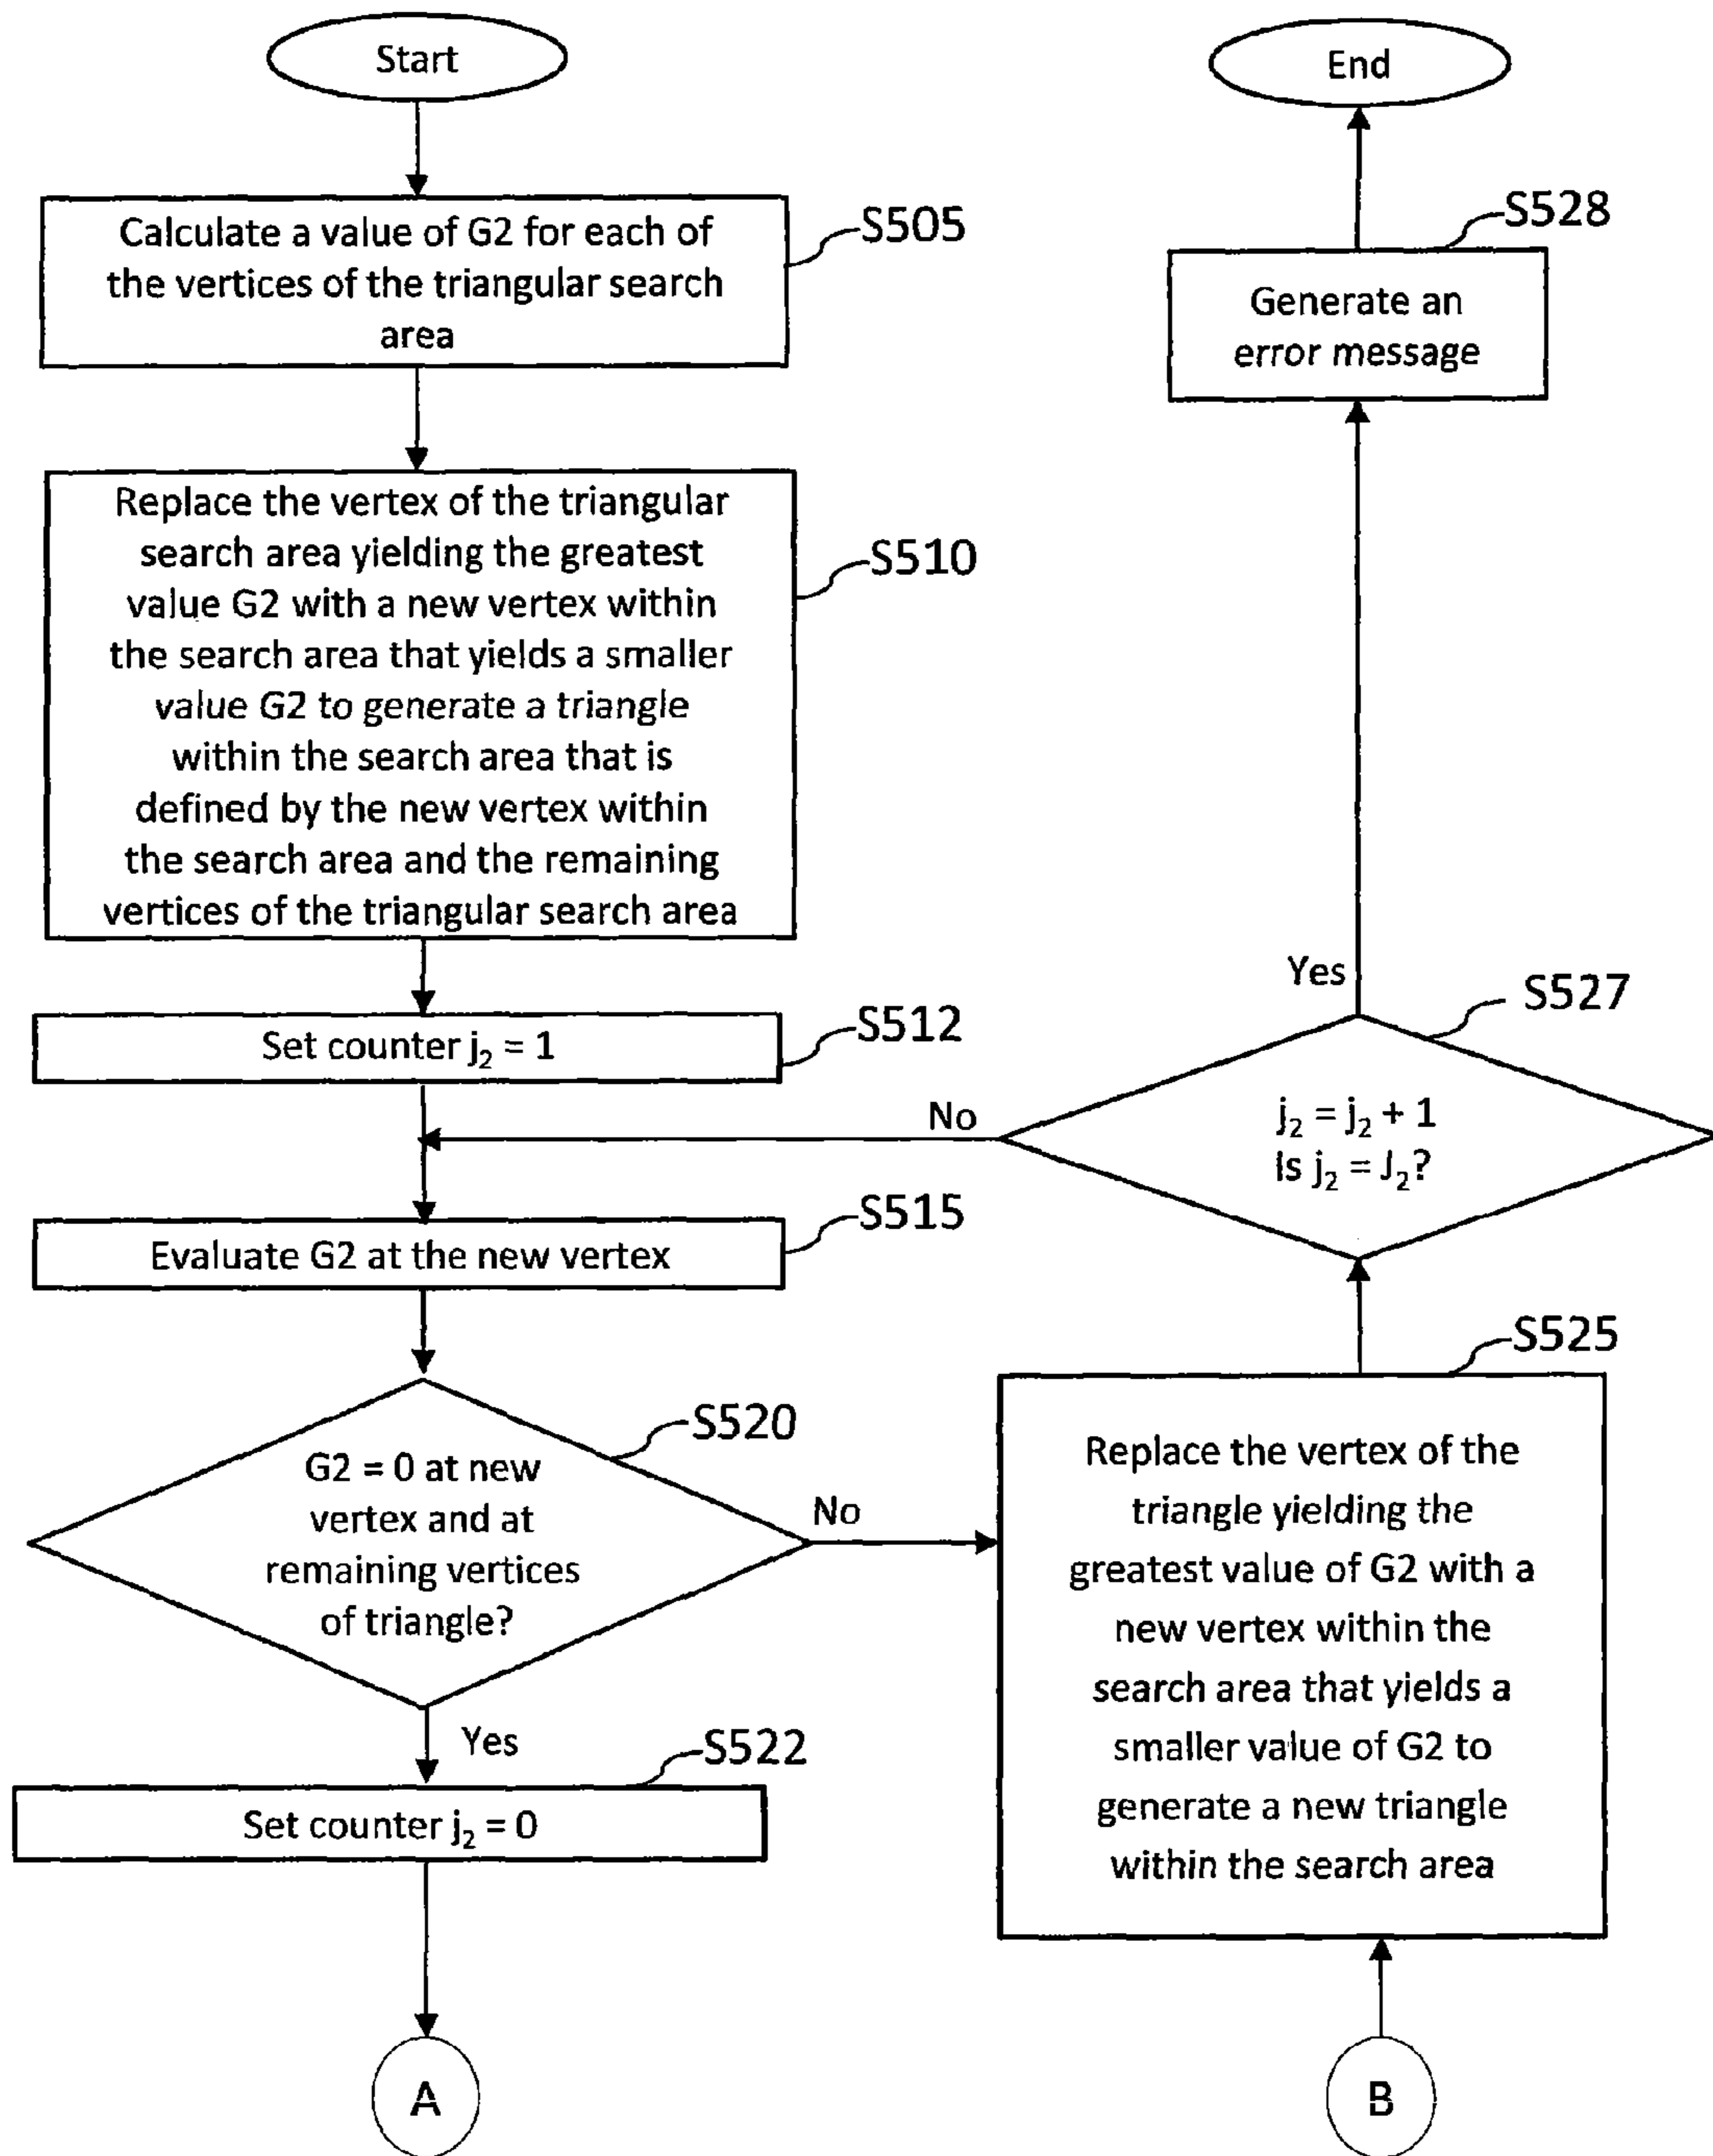 Start
Calculate a value of G2 for each of
the vertices of the triangular search
area
S505
Replace the vertex of the triangular
search area yielding the greatest
value G2 with a new vertex within
the search area that yields a smaller
value G2 to generate a triangle
within the search area that is
defined by the new vertex within
the search area and the remaining
vertices of the triangular search area
S510
Set counter j₂ = 1
S512
Evaluate G2 at the new vertex
S515
G2 = 0 at new
vertex and at
remaining vertices
of triangle?
S520
No
Yes
Set counter j₂ = 0
S522
A
End
S528
Generate an
error message
Yes
S527
No
j₂ = j₂ + 1
Is j₂ = J₂?
S525
Replace the vertex of the
triangle yielding the
greatest value of G2 with a
new vertex within the
search area that yields a
smaller value of G2 to
generate a new triangle
within the search area
B